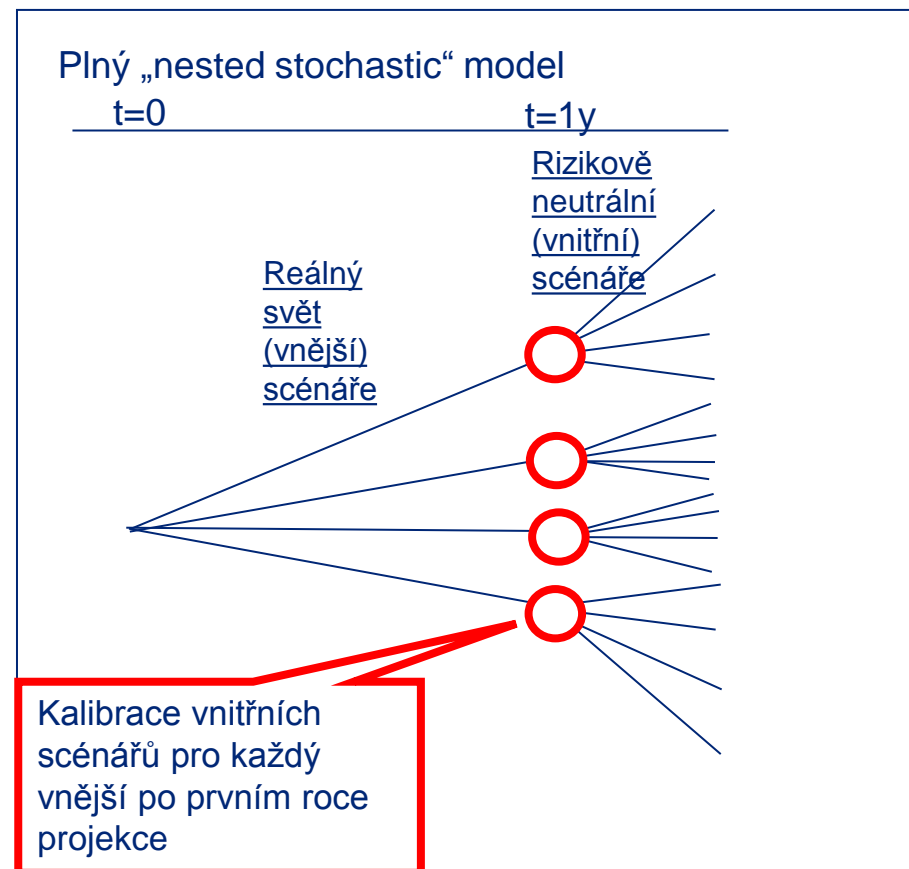 Plný „nested stochastic“ model
t=0 t=1y
Rizikově
neutrální
(vnitřní)
scénáře
Reálný
svět
(vnější)
scénáře
Kalibrace vnitřních
scénářů pro každý
vnější po prvním roce
projekce